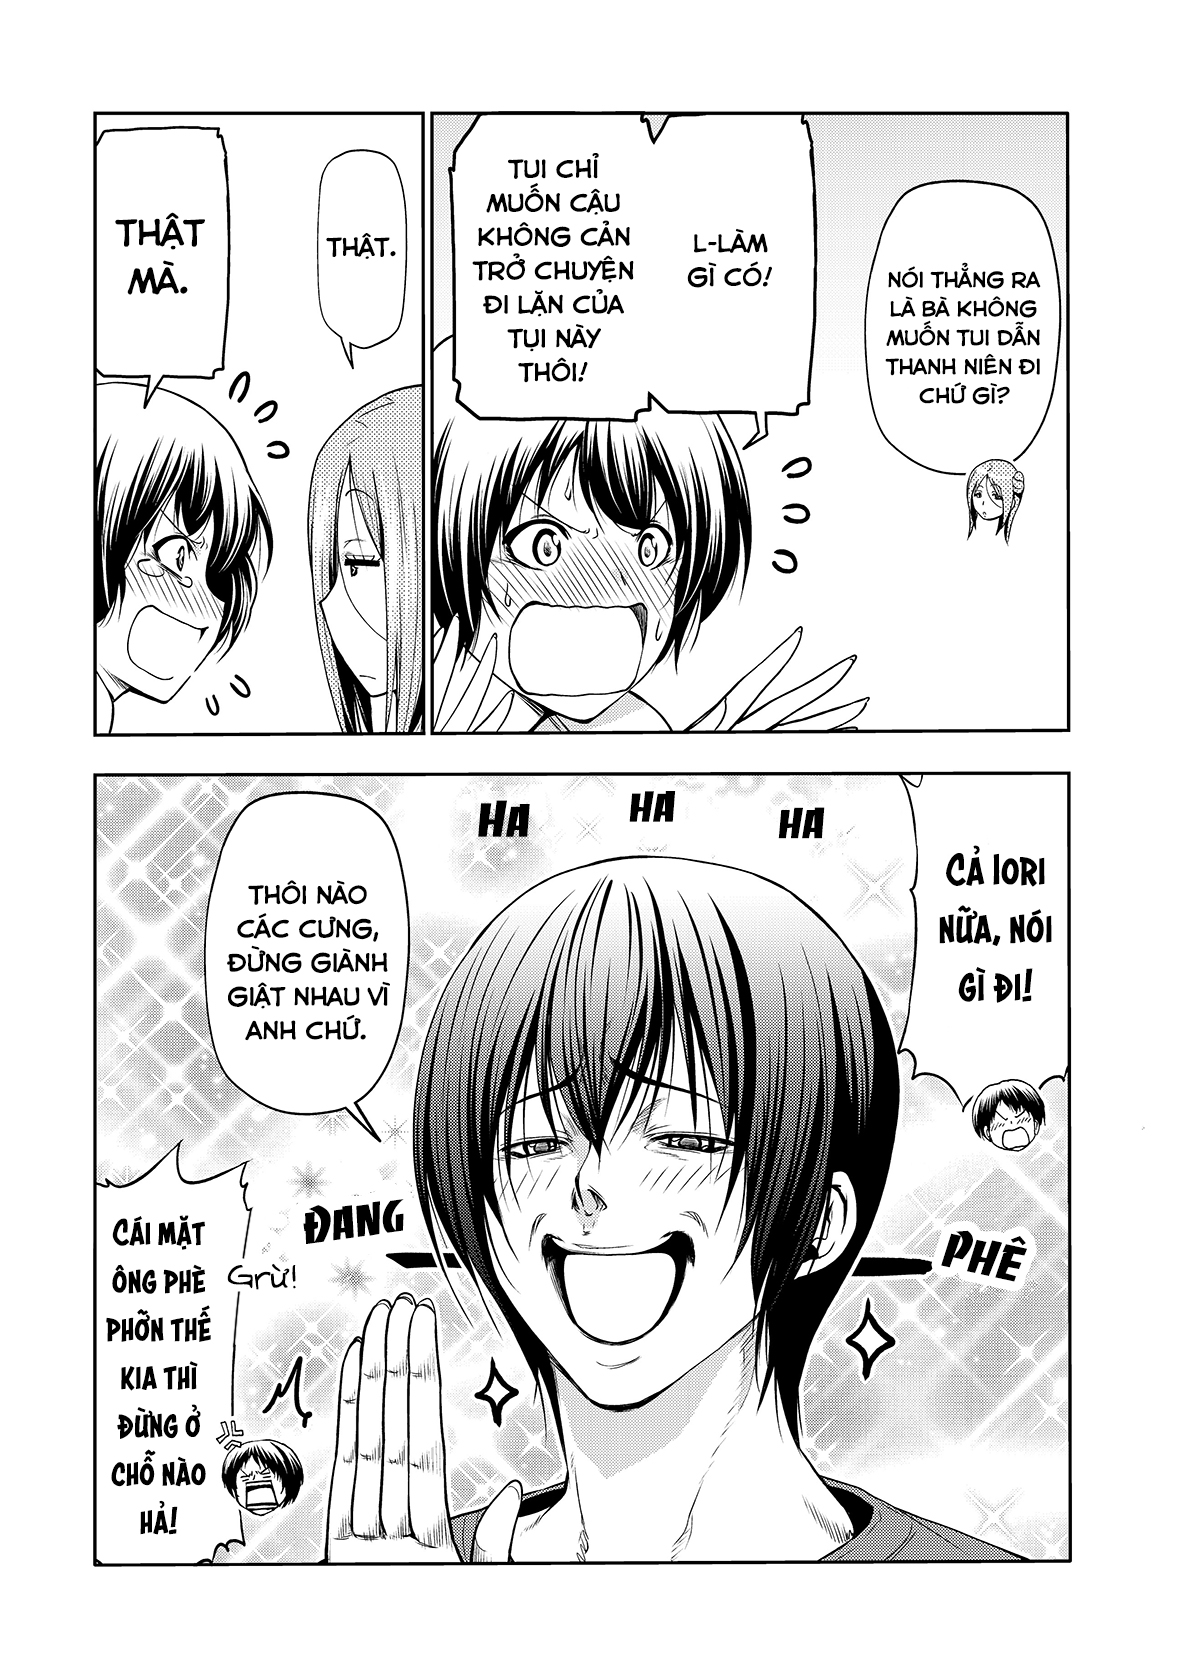 NÓI THẲNG RA
LÀ BÀ KHÔNG
MUỐN TUI DẪN
THANH NIÊN ĐI
CHỨ GÌ?
L-LÀM
GÌ CÓ!
TUI CHỈ
MUỐN CẬU
KHÔNG CẢN
TRỞ CHUYỆN
ĐI LẶN CỦA
TỤI NÀY
THÔI!
THẬT.
THẬT
MÀ.
CẢ IORI
NỮA, NÓI
GÌ ĐI!
HA
HA
HA
THÔI NÀO
CÁC CƯNG,
ĐỪNG GIÀNH
GIẬT NHAU VÌ
ANH CHỨ.
ĐANG
PHÊ
CÁI MẶT
ÔNG PHÈ
PHỠN THẾ
KIA THÌ
ĐỪNG Ở
CHỖ NÀO
HẢ!
Grừ!